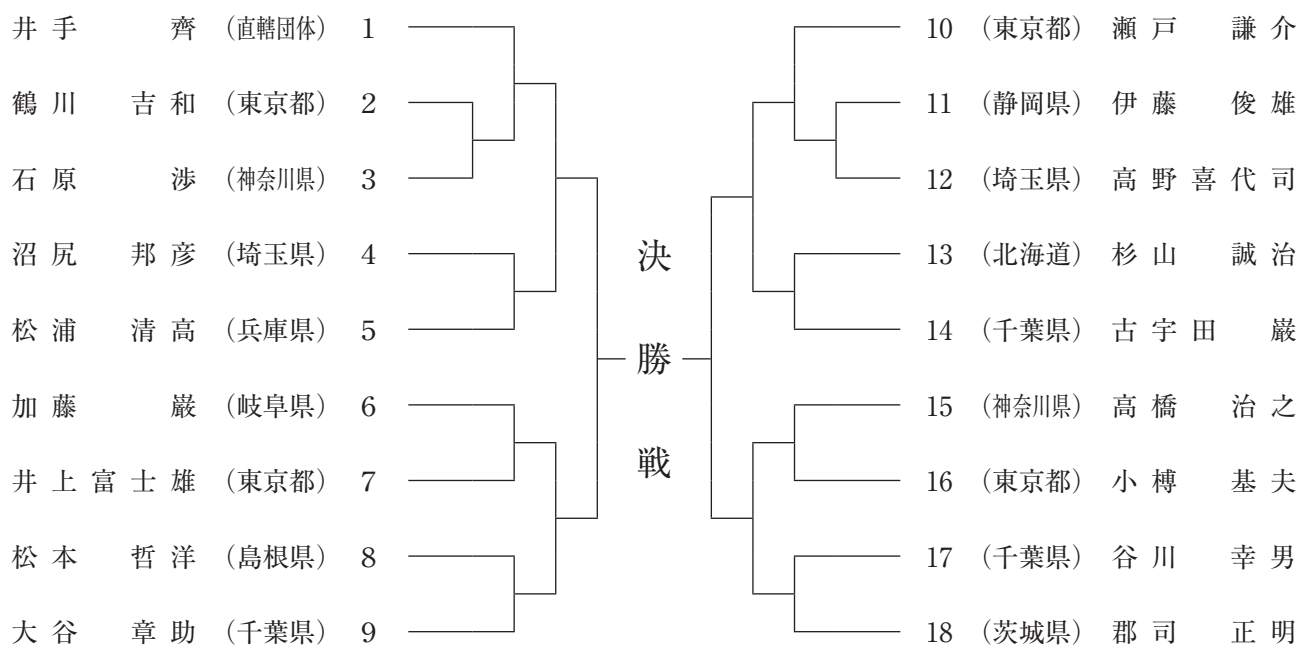 井手 齊 (直轄団体) 1
鶴川 吉和 (東京都) 2
石原 渉 (神奈川県) 3
沼尻 邦彦 (埼玉県) 4
松浦 清高 (兵庫県) 5
加藤 巌 (岐阜県) 6
井上富士雄 (東京都) 7
松本 哲洋 (島根県) 8
大谷 章助 (千葉県) 9
決勝戦
10 (東京都) 瀬戸 謙介
11 (静岡県) 伊藤 俊雄
12 (埼玉県) 高野喜代司
13 (北海道) 杉山 誠治
14 (千葉県) 古宇田 巌
15 (神奈川県) 高橋 治之
16 (東京都) 小榑 基夫
17 (千葉県) 谷川 幸男
18 (茨城県) 郡司 正明